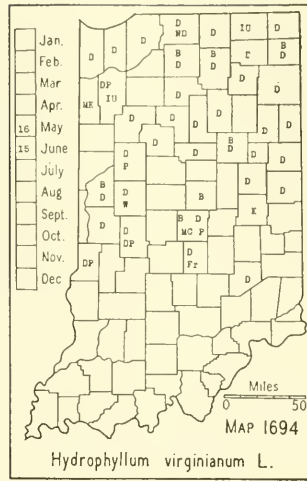 Jan.
Feb.
Mar
Apr.
16 May
15 June
July
Aug
Sept.
Oct.
Nov.
Dec
D D D D ND D IU D
B D B D B D
DP IU
ME
D D D
D P B D D
B D D W B D D
K
D D DP B D MC P
DP D Fr D
Miles
0 50
MAP 1694
Hydrophyllum virginianum L.